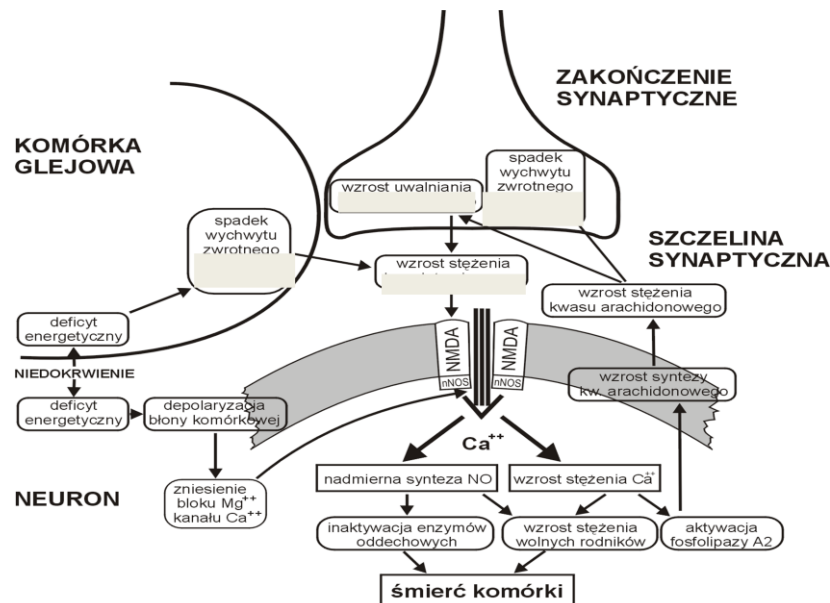 ZAKOŃCZENIE
SYNAPTYCZNE
KOMÓRKA
GLEJOWA
spadek
wychwytu
zwrotnego
wzrost uwalniania
spadek
wychwytu
zwrotnego
SZCZELINA
SYNAPTYCZNA
wzrost stężenia
wzrost stężenia
kwasu arachidonowego
deficyt
energetyczny
NMDA
nNOS
NMDA
nNOS
NIEDOKRWIENIE
wzrost syntezy
kw. arachidonowego
deficyt
energetyczny
depolaryzacja
błony komórkowej
Ca++
NEURON
zniesienie
bloku Mg++
kanału Ca++
nadmierna synteza NO
wzrost stężenia Ca++
inaktywacja enzymów
oddechowych
wzrost stężenia
wolnych rodników
aktywacja
fosfolipazy A2
śmierć komórki